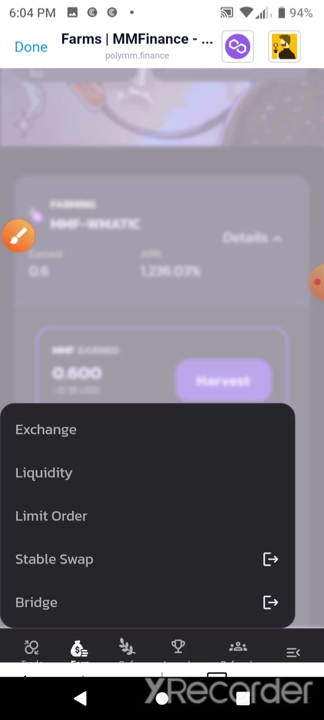 6:04 PM 94%
Done
Farms | MMFinance - ...
polymm.finance
FARMING
MMF-WMATIC
Details
Earned
APR
0.6
1,236.03%
MMF EARNED
0.600
Harvest
Exchange
Liquidity
Limit Order
Stable Swap
Bridge
XRecorder